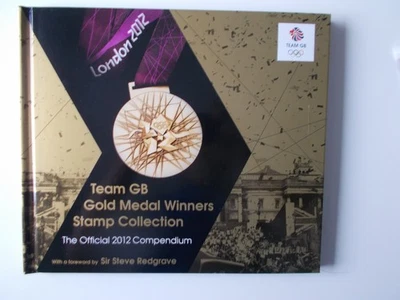 London 2012
TEAM GB
Team GB
Gold Medal Winners
Stamp Collection
The Official 2012 Compendium
With a foreword by Sir Steve Redgrave